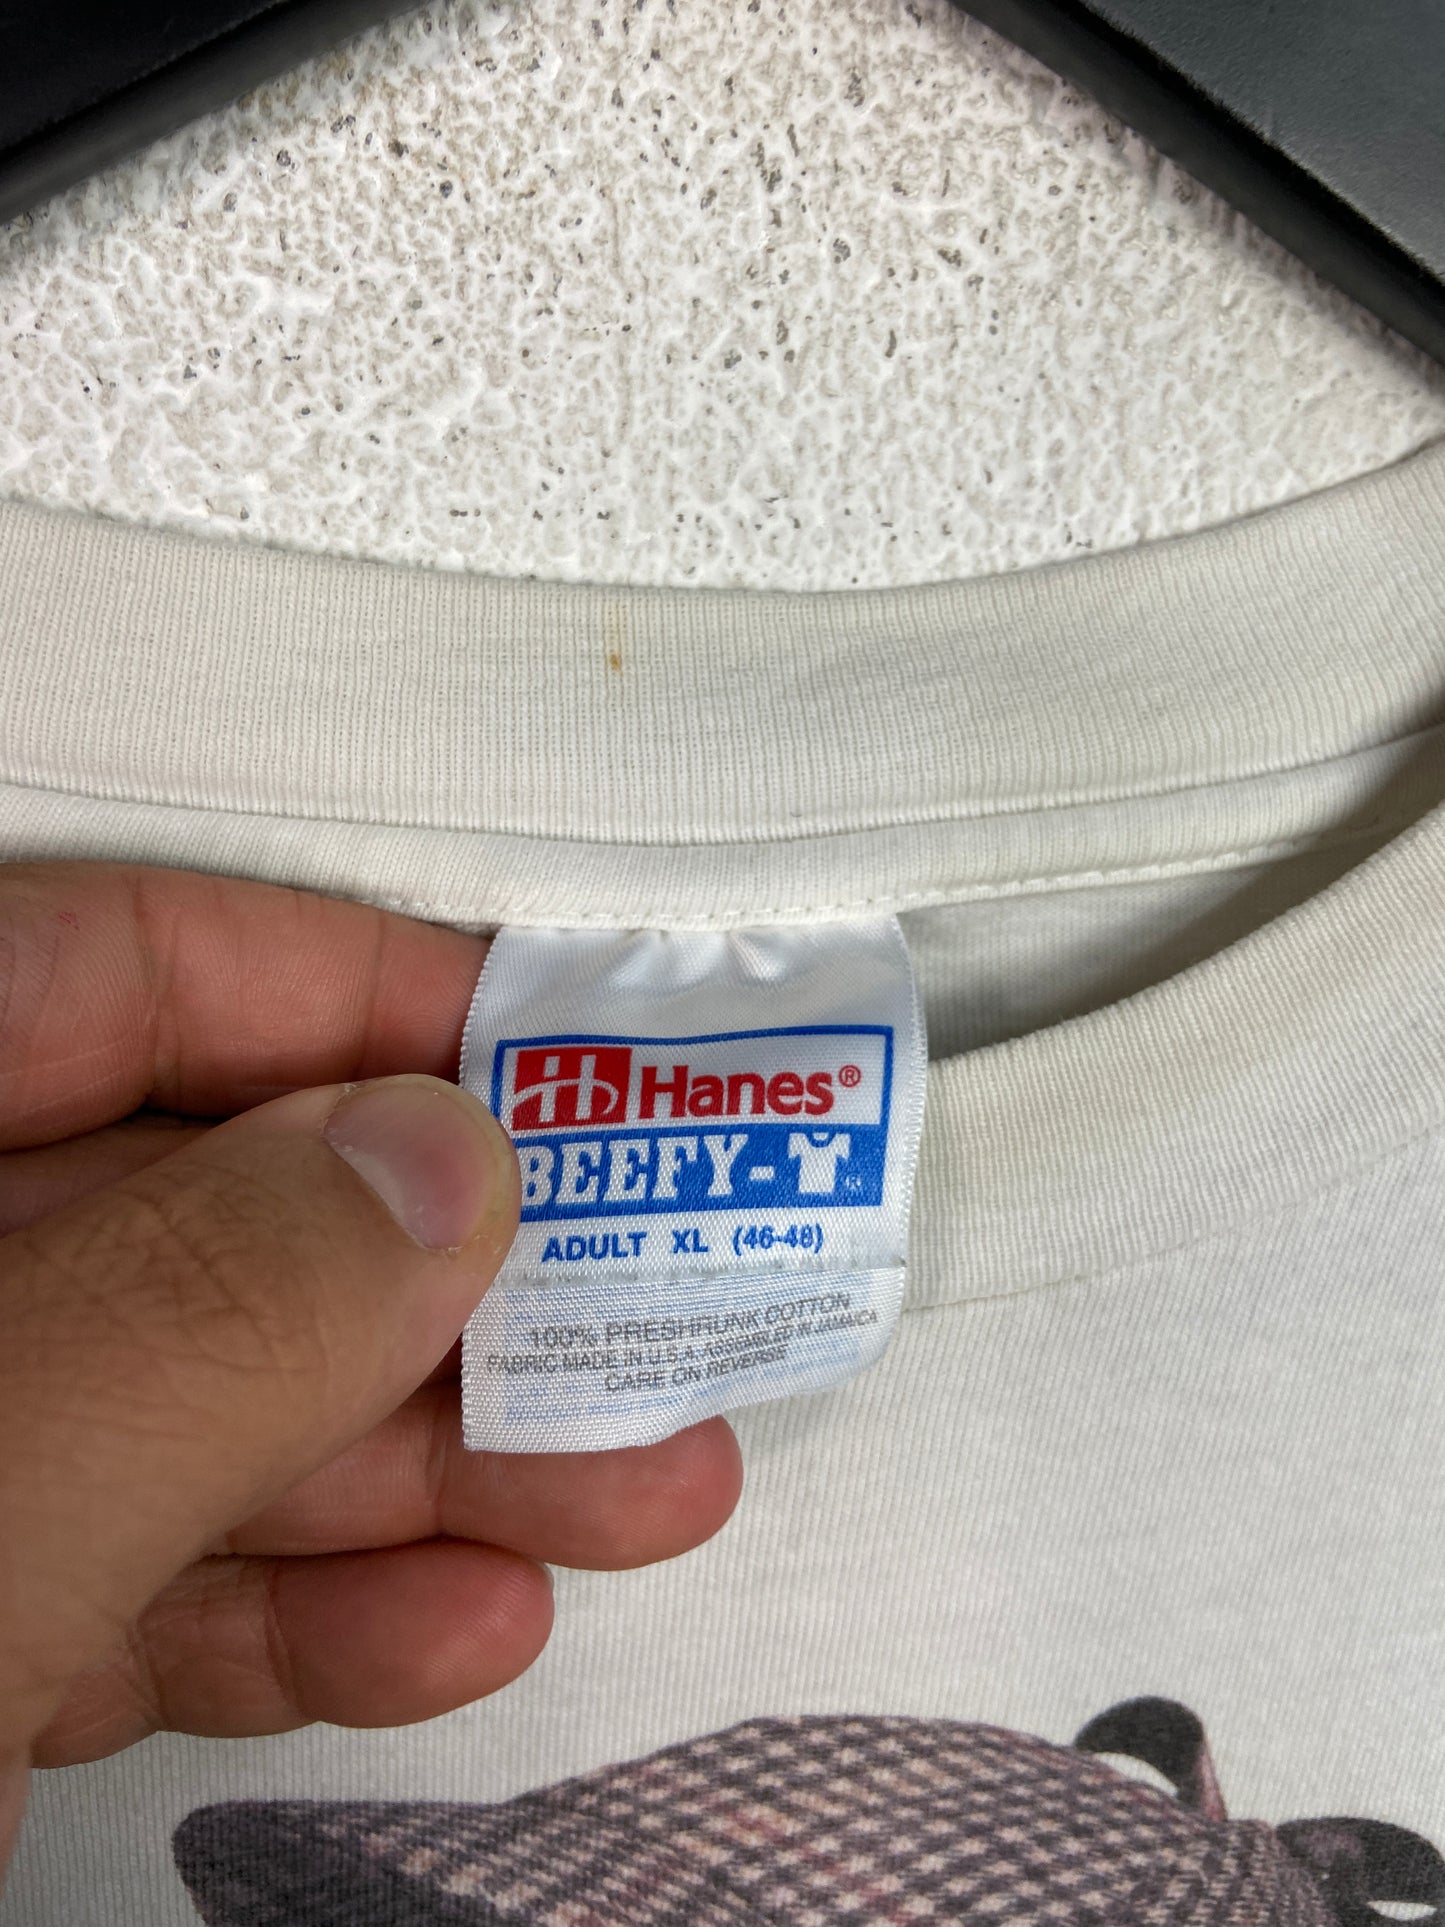 Hanes®
BEEFY-T®
ADULT XL (46-48)
100% PRESHRUNK COTTON
FABRIC MADE IN U.S.A. ASSEMBLED IN JAMAICA
CARE ON REVERSE